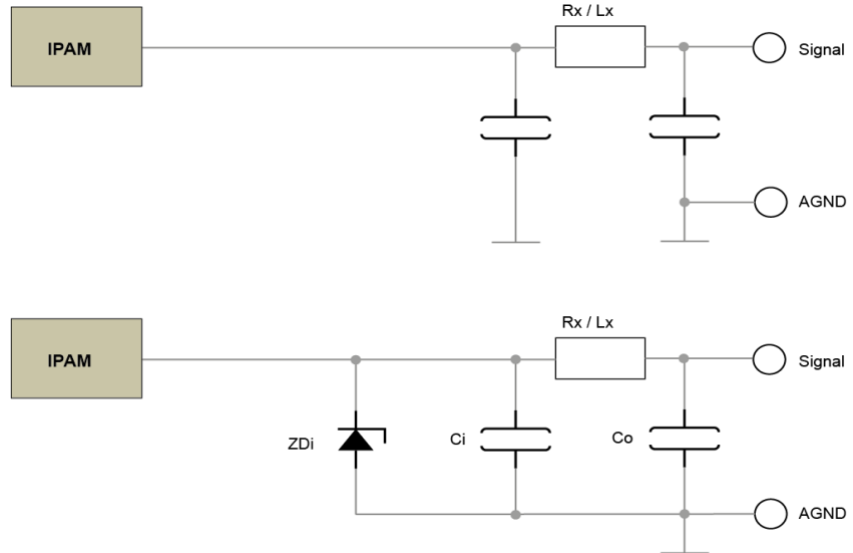 Rx / Lx
IPAM
Signal
AGND
Rx / Lx
IPAM
Signal
ZDi
Ci
Co
AGND